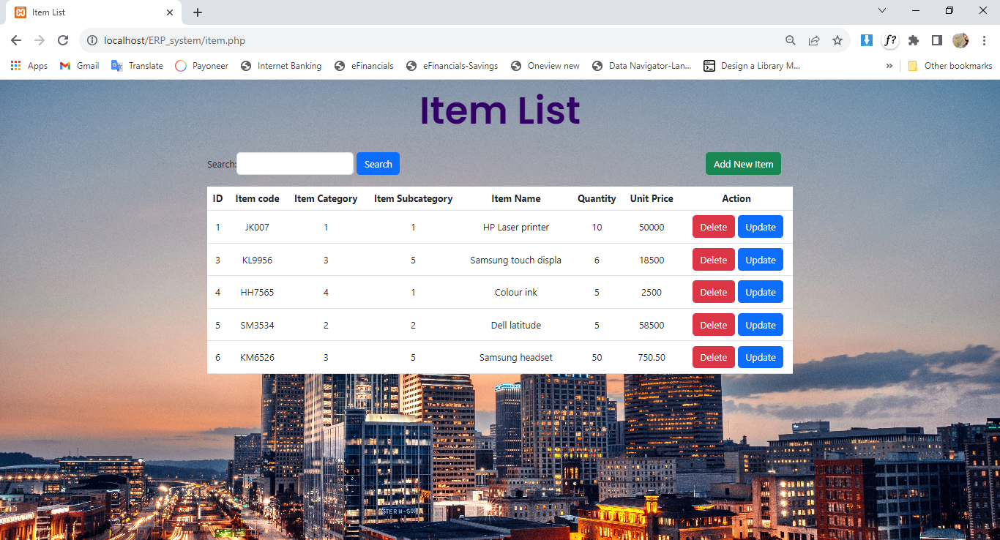 Item List
localhost/ERP_system/item.php
f?
Apps Gmail Translate Payoneer Internet Banking eFinancials eFinancials-Savings Oneview new Data Navigator-Lan... Design a Library M... » Other bookmarks
Item List
Search: Search Add New Item
ID Item code Item Category Item Subcategory Item Name Quantity Unit Price Action
1 JK007 1 1 HP Laser printer 10 50000 Delete Update
3 KL9956 3 5 Samsung touch displa 6 18500 Delete Update
4 HH7565 4 1 Colour ink 5 2500 Delete Update
5 SM3534 2 2 Dell latitude 5 58500 Delete Update
6 KM6526 3 5 Samsung headset 50 750.50 Delete Update